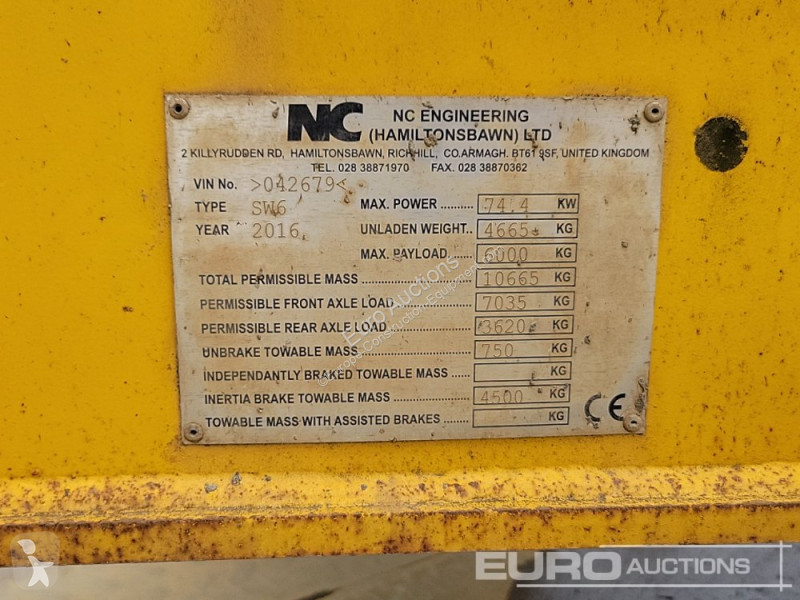 NC
NC ENGINEERING
(HAMILTONSBAWN) LTD
2 KILLYRUDDEN RD, HAMILTONSBAWN, RICHHILL, CO.ARMAGH. BT61 9SF, UNITED KINGDOM
TEL. 028 38871970 FAX. 028 38870362
VIN No. >042679<
TYPE SW6 MAX. POWER .......... 74.4 KW
YEAR 2016 UNLADEN WEIGHT.. 4665 KG
MAX. PAYLOAD....... 6000 KG
TOTAL PERMISSIBLE MASS ........ 10665 KG
PERMISSIBLE FRONT AXLE LOAD....... 7035 KG
PERMISSIBLE REAR AXLE LOAD ........ 3620 KG
UNBRAKE TOWABLE MASS ........ 750 KG
INDEPENDANTLY BRAKED TOWABLE MASS ..... KG
INERTIA BRAKE TOWABLE MASS ........ 4500 KG
TOWABLE MASS WITH ASSISTED BRAKES ...... KG
CE
Euro Auctions
EURO AUCTIONS